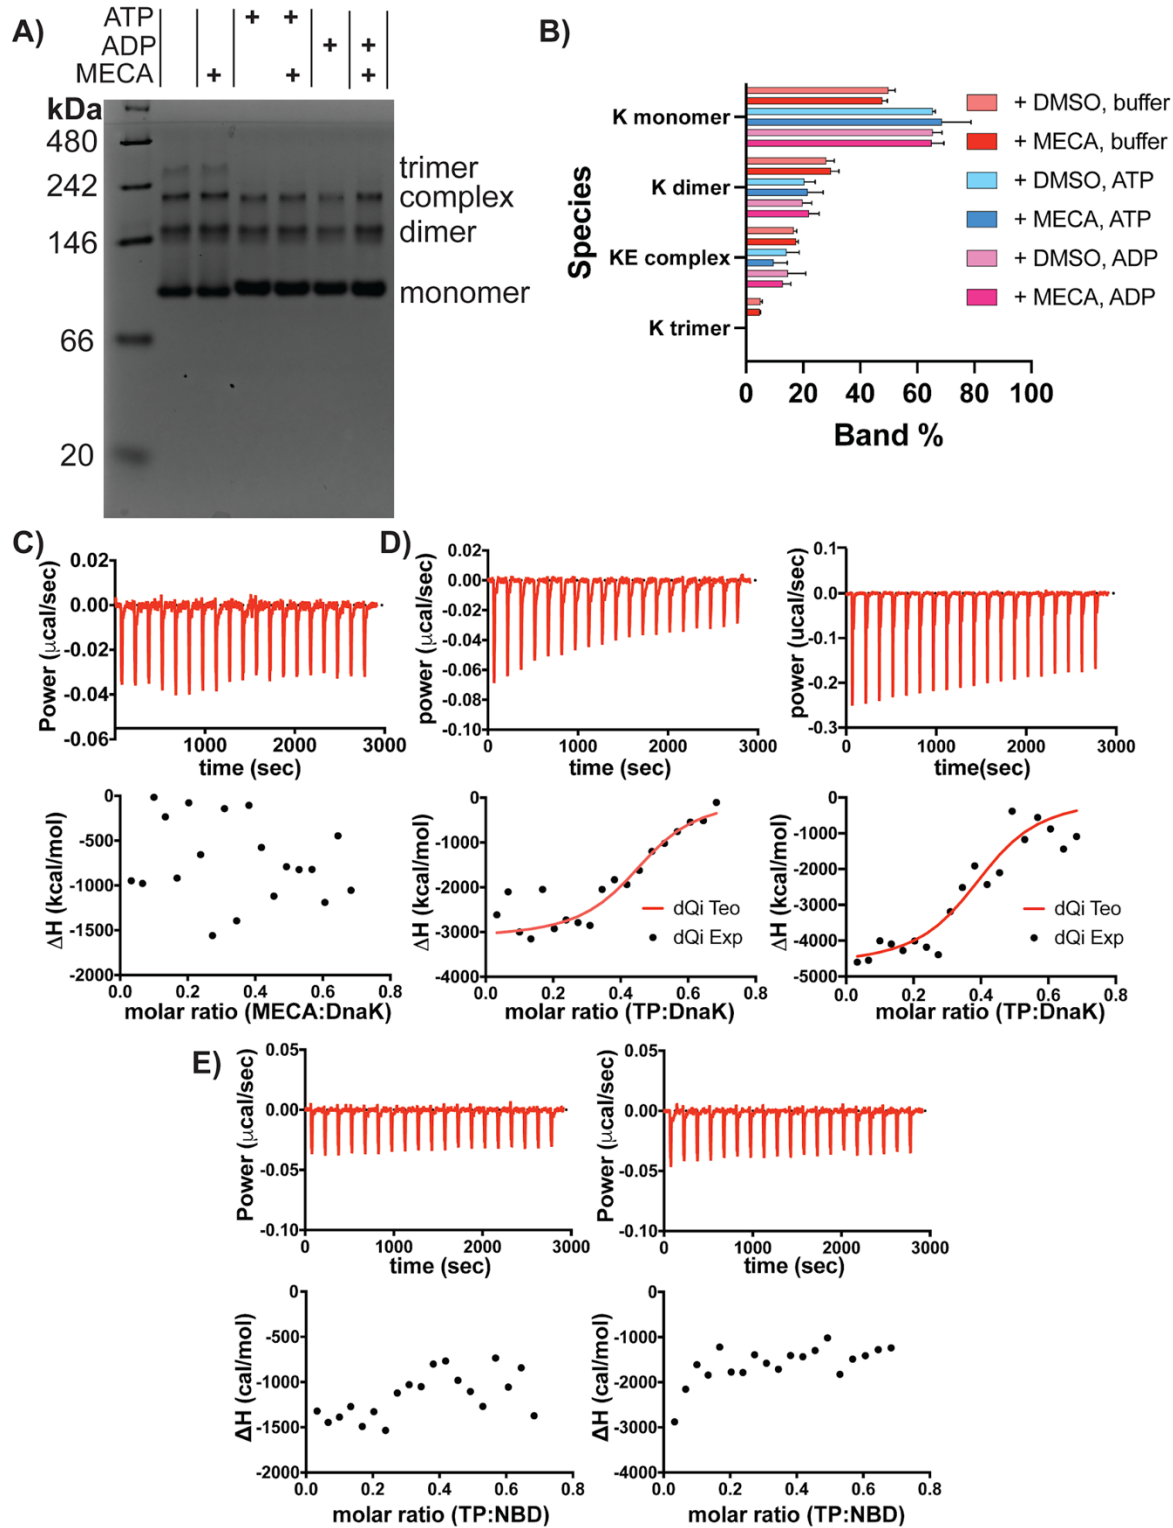 A)
ATP + +
ADP + +
MECA + + +
kDa
480
242
146
66
20
trimer
complex
dimer
monomer
B)
Species
K monomer
K dimer
KE complex
K trimer
0 20 40 60 80 100
Band %
+ DMSO, buffer
+ MECA, buffer
+ DMSO, ATP
+ MECA, ATP
+ DMSO, ADP
+ MECA, ADP
C)
Power (μcal/sec)
0.02
0.00
-0.02
-0.04
-0.06
1000 2000 3000
time (sec)
ΔH (kcal/mol)
0
-500
-1000
-1500
-2000
0.0 0.2 0.4 0.6 0.8
molar ratio (MECA:DnaK)
D)
power (μcal/sec)
0.02
0.00
-0.02
-0.04
-0.06
-0.08
-0.10
0 1000 2000 3000
time(sec)
ΔH (kcal/mol)
0
-1000
-2000
-3000
-4000
dQi Teo
dQi Exp
0.0 0.2 0.4 0.6 0.8
molar ratio (TP:DnaK)
power (ucal/sec)
0.1
0.0
-0.1
-0.2
-0.3
0 1000 2000 3000
time(sec)
ΔH (kcal/mol)
0
-1000
-2000
-3000
-4000
-5000
dQi Teo
dQi Exp
0.0 0.2 0.4 0.6 0.8
molar ratio (TP:DnaK)
E)
Power (μcal/sec)
0.05
0.00
-0.05
-0.10
0 1000 2000 3000
time (sec)
ΔH (cal/mol)
0
-500
-1000
-1500
-2000
0.0 0.2 0.4 0.6 0.8
molar ratio (TP:NBD)
Power (μcal/sec)
0.05
0.00
-0.05
-0.10
0 1000 2000 3000
time (sec)
ΔH (cal/mol)
0
-1000
-2000
-3000
-4000
0.0 0.2 0.4 0.6 0.8
molar ratio (TP:NBD)